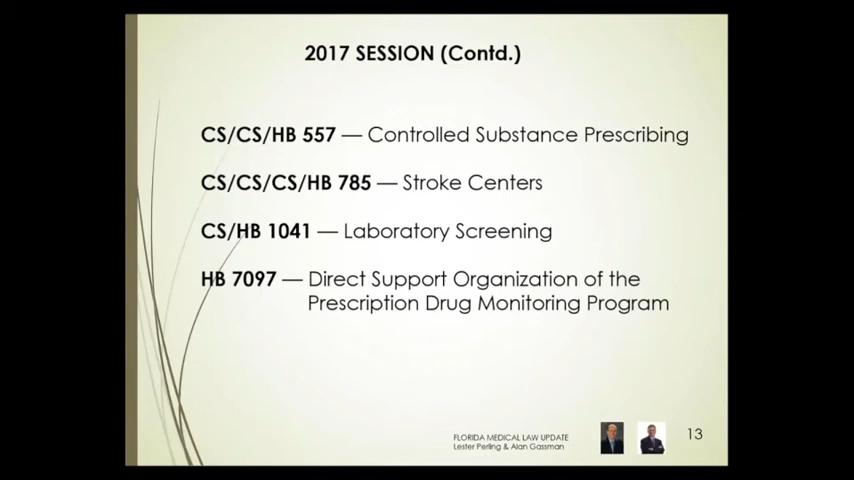 2017 SESSION (Contd.)
CS/CS/HB 557 — Controlled Substance Prescribing
CS/CS/CS/HB 785 — Stroke Centers
CS/HB 1041 — Laboratory Screening
HB 7097 — Direct Support Organization of the
Prescription Drug Monitoring Program
FLORIDA MEDICAL LAW UPDATE
Lester Perling & Alan Gassman
13